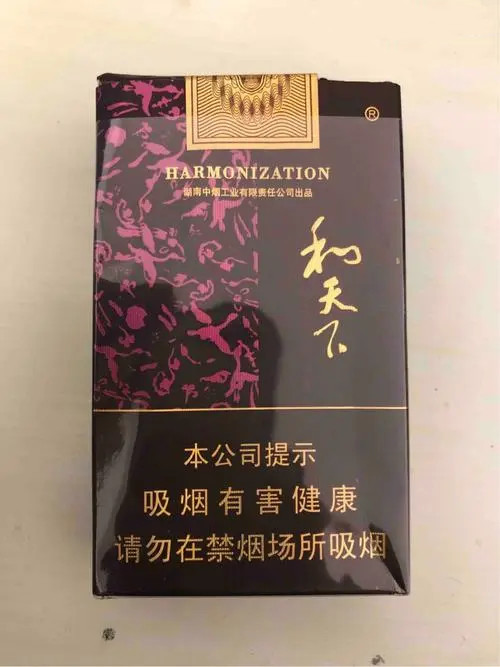 ®
HARMONIZATION
湖南中烟工业有限责任公司出品
和天下
本公司提示
吸烟有害健康
请勿在禁烟场所吸烟